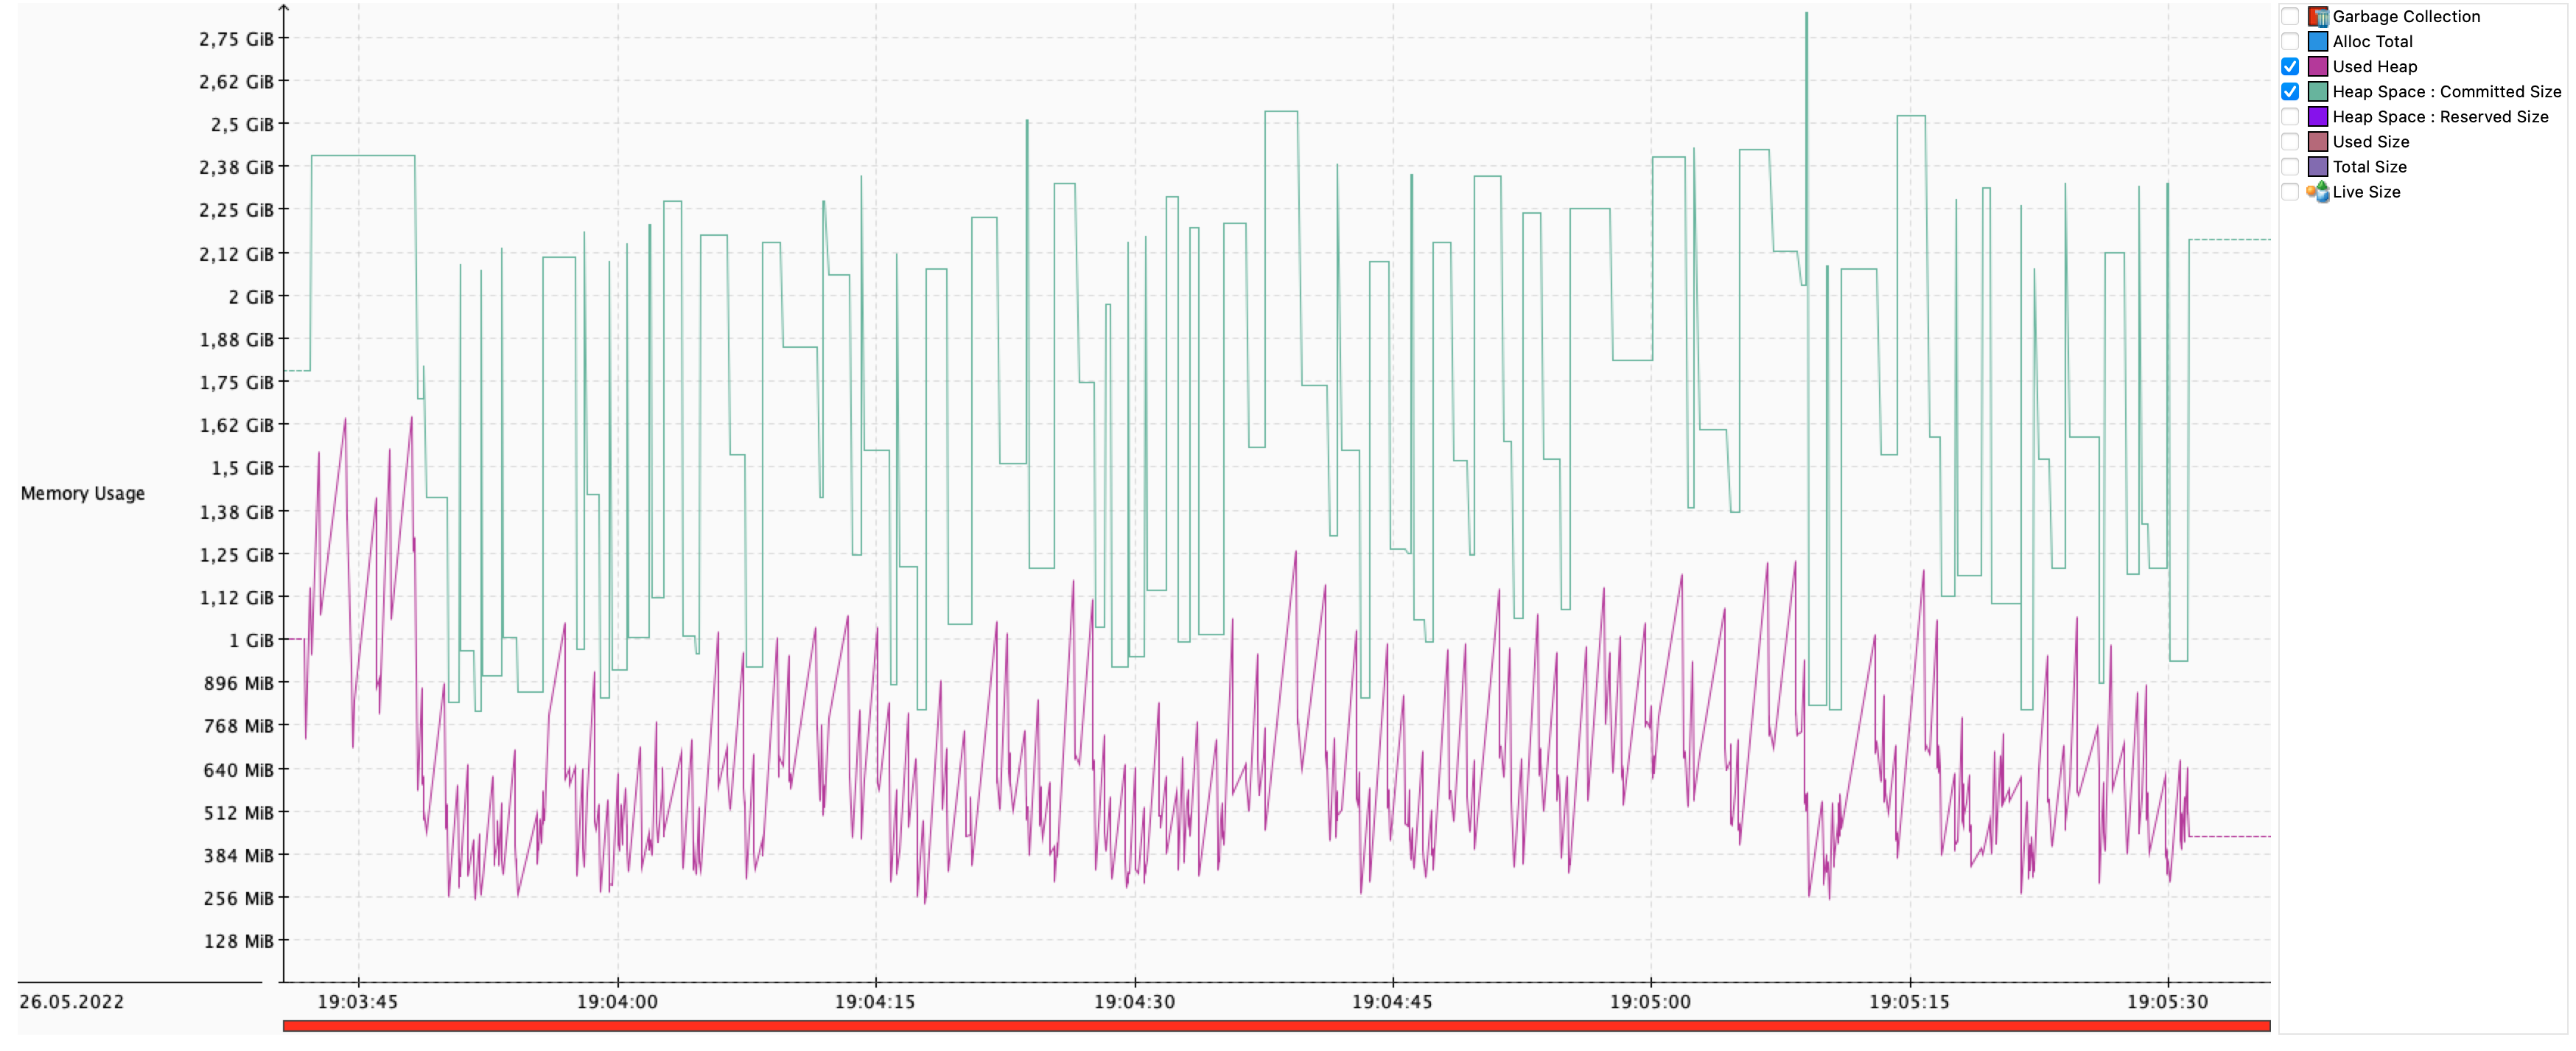 2,75 GiB
2,62 GiB
2,5 GiB
2,38 GiB
2,25 GiB
2,12 GiB
2 GiB
1,88 GiB
1,75 GiB
1,62 GiB
1,5 GiB
Memory Usage
1,38 GiB
1,25 GiB
1,12 GiB
1 GiB
896 MiB
768 MiB
640 MiB
512 MiB
384 MiB
256 MiB
128 MiB
26.05.2022
19:03:45 19:04:00 19:04:15 19:04:30 19:04:45 19:05:00 19:05:15 19:05:30
Garbage Collection
Alloc Total
Used Heap
Heap Space : Committed Size
Heap Space : Reserved Size
Used Size
Total Size
Live Size